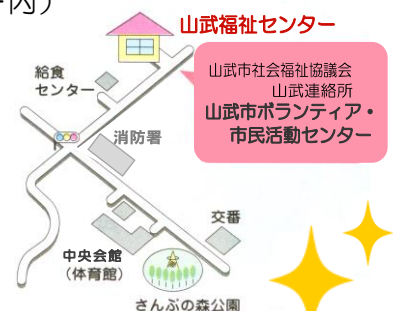 内）
山武福祉センター
山武市社会福祉協議会
山武連絡所
山武市ボランティア・
市民活動センター
給食
センター
消防署
交番
中央会館
（体育館）
さんぶの森公園